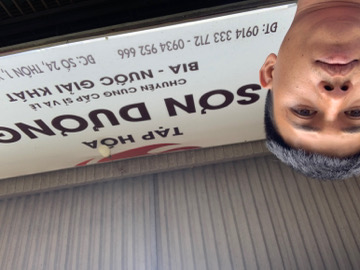 TẠP HÓA
SƠN DƯƠNG
CHUYÊN CUNG CẤP SỈ VÀ LẺ
BIA - NƯỚC GIẢI KHÁT
ĐT: 0914 333 712 - 0934 952 666
ĐC: SỐ 24, THÔN 1,